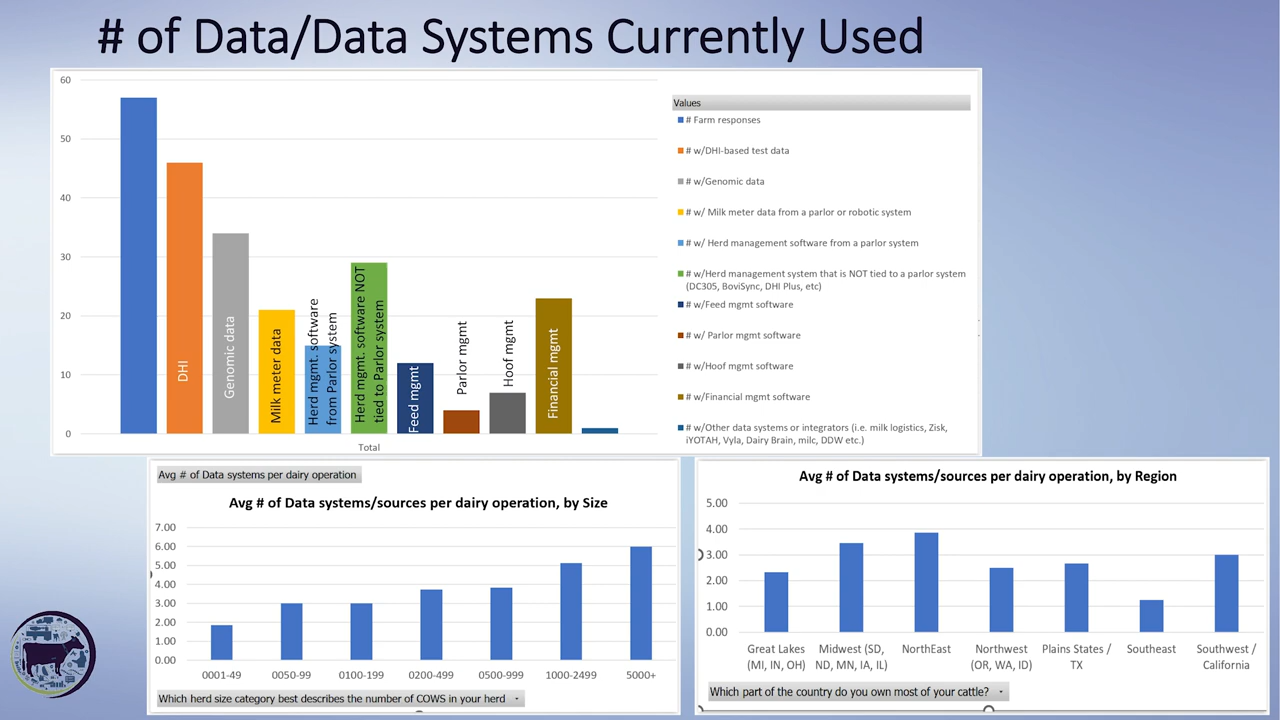 # of Data/Data Systems Currently Used
60
50
40
30
20
10
0
DHI
Genomic data
Milk meter data
Herd mgmt. software
from Parlor system
Herd mgmt. software NOT
tied to Parlor system
Feed mgmt
Parlor mgmt
Hoof mgmt
Financial mgmt
Total
Values
# Farm responses
# w/DHI-based test data
# w/Genomic data
# w/ Milk meter data from a parlor or robotic system
# w/ Herd management software from a parlor system
# w/Herd management system that is NOT tied to a parlor system
(DC305, BoviSync, DHI Plus, etc)
# w/Feed mgmt software
# w/ Parlor mgmt software
# w/Hoof mgmt software
# w/Financial mgmt software
# w/Other data systems or integrators (i.e. milk logistics, Zisk,
iYOTAH, Vyla, Dairy Brain, milc, DDW etc.)
Avg # of Data systems per dairy operation
Avg # of Data systems/sources per dairy operation, by Size
7.00
6.00
5.00
4.00
3.00
2.00
1.00
0.00
0001-49
0050-99
0100-199
0200-499
0500-999
1000-2499
5000+
Which herd size category best describes the number of COWS in your herd
Avg # of Data systems/sources per dairy operation, by Region
5.00
4.00
3.00
2.00
1.00
0.00
Great Lakes
(MI, IN, OH)
Midwest (SD,
ND, MN, IA, IL)
NorthEast
Northwest
(OR, WA, ID)
Plains States /
TX
Southeast
Southwest /
California
Which part of the country do you own most of your cattle?